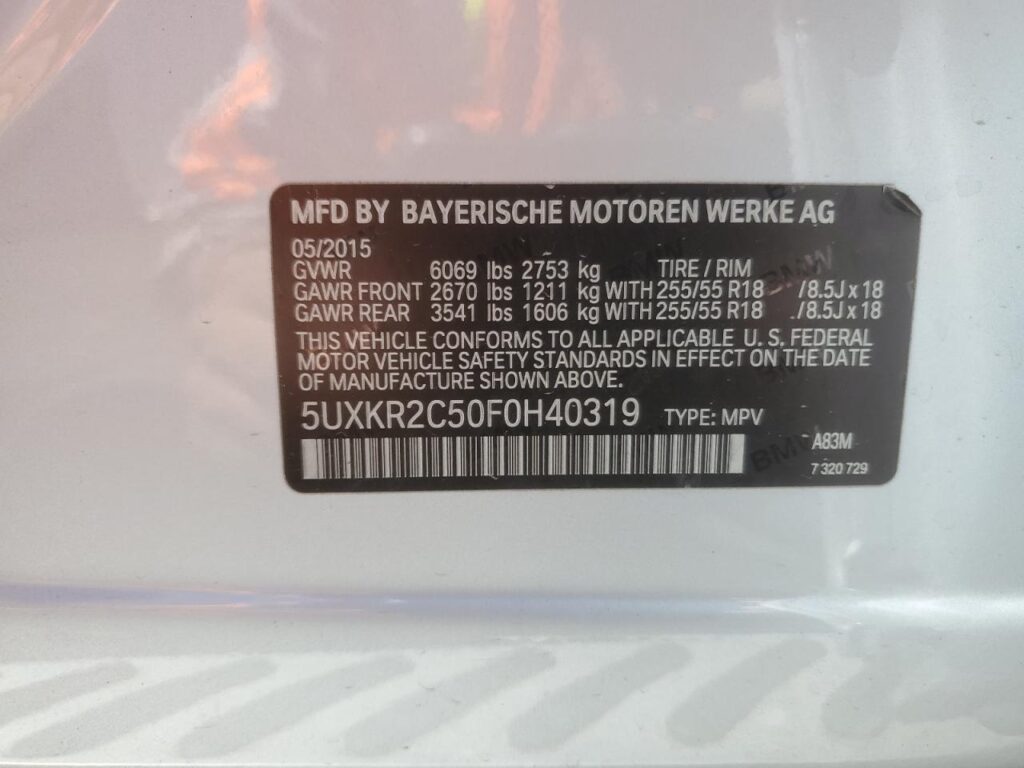 MFD BY BAYERISCHE MOTOREN WERKE AG
05/2015
GVWR 6069 lbs 2753 kg TIRE / RIM
GAWR FRONT 2670 lbs 1211 kg WITH 255/55 R18 /8.5J x 18
GAWR REAR 3541 lbs 1606 kg WITH 255/55 R18 /8.5J x 18
THIS VEHICLE CONFORMS TO ALL APPLICABLE U. S. FEDERAL
MOTOR VEHICLE SAFETY STANDARDS IN EFFECT ON THE DATE
OF MANUFACTURE SHOWN ABOVE.
5UXKR2C50F0H40319 TYPE: MPV
A83M
7 320 729